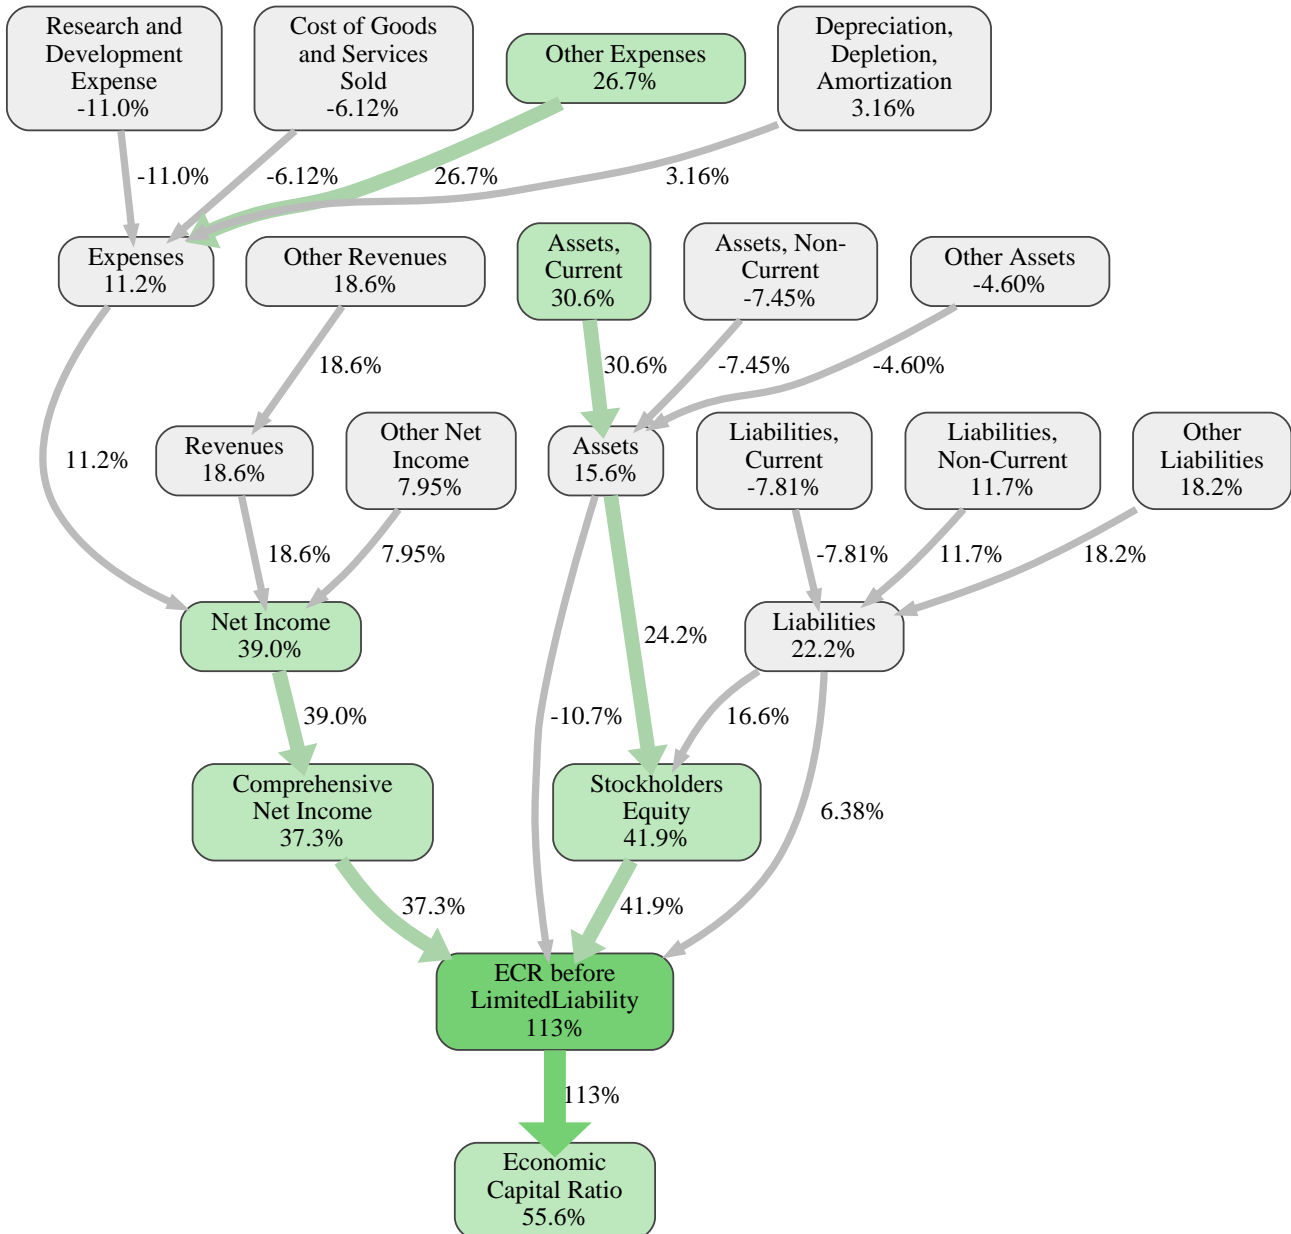 Research and
Development
Expense
-11.0%
Cost of Goods
and Services
Sold
-6.12%
Other Expenses
26.7%
Depreciation,
Depletion,
Amortization
3.16%
-11.0%
-6.12%
26.7%
3.16%
Expenses
11.2%
Other Revenues
18.6%
Assets,
Current
30.6%
Assets, Non-
Current
-7.45%
Other Assets
-4.60%
18.6%
30.6%
-7.45%
-4.60%
11.2%
Revenues
18.6%
Other Net
Income
7.95%
Assets
15.6%
Liabilities,
Current
-7.81%
Liabilities,
Non-Current
11.7%
Other
Liabilities
18.2%
18.6%
7.95%
-7.81%
11.7%
18.2%
Net Income
39.0%
24.2%
Liabilities
22.2%
39.0%
-10.7%
16.6%
Comprehensive
Net Income
37.3%
Stockholders
Equity
41.9%
6.38%
37.3%
41.9%
ECR before
LimitedLiability
113%
113%
Economic
Capital Ratio
55.6%